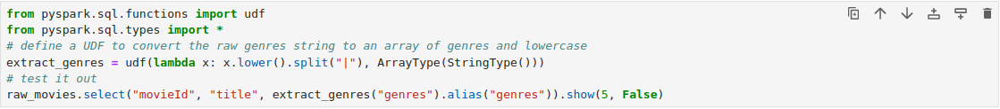 from pyspark.sql.functions import udf
from pyspark.sql.types import *
# define a UDF to convert the raw genres string to an array of genres and lowercase
extract_genres = udf(lambda x: x.lower().split("|"), ArrayType(StringType()))
# test it out
raw_movies.select("movieId", "title", extract_genres("genres").alias("genres")).show(5, False)